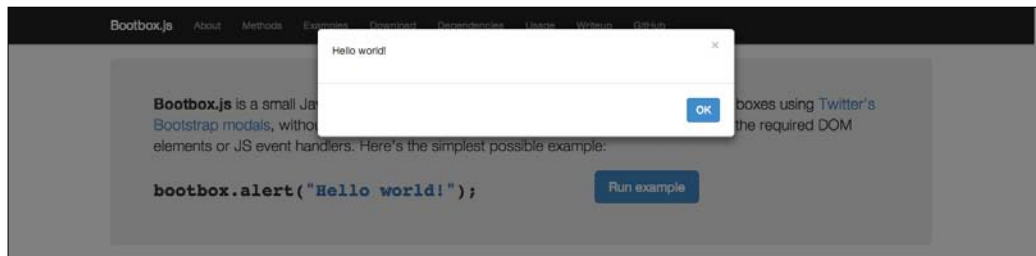 Bootbox.js About Methods Examples Download Dependencies Usage Writeup GitHub
Hello world!
×
OK
Bootbox.js is a small Ja boxes using Twitter's
Bootstrap modals, withou the required DOM
elements or JS event handlers. Here's the simplest possible example:
bootbox.alert("Hello world!");
Run example